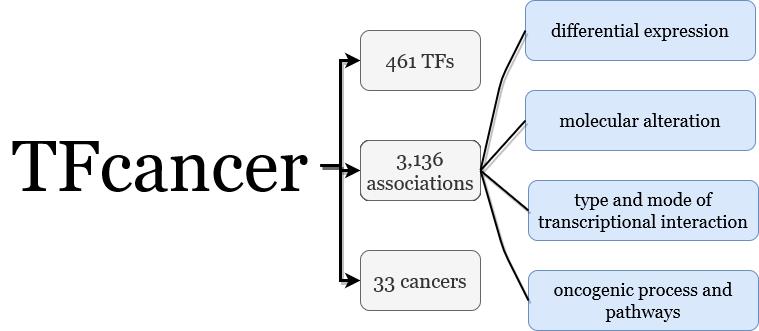 TFcancer
461 TFs
3,136
associations
33 cancers
differential expression
molecular alteration
type and mode of
transcriptional interaction
oncogenic process and
pathways